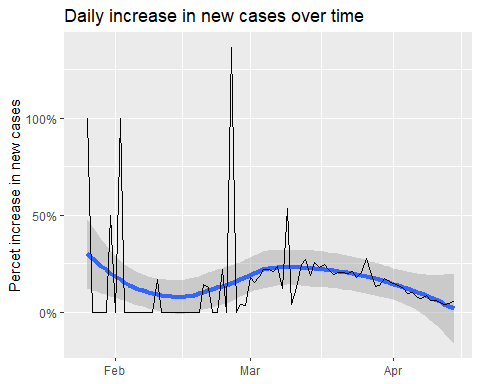 Daily increase in new cases over time
Percet increase in new cases
100%
50%
0%
Feb
Mar
Apr